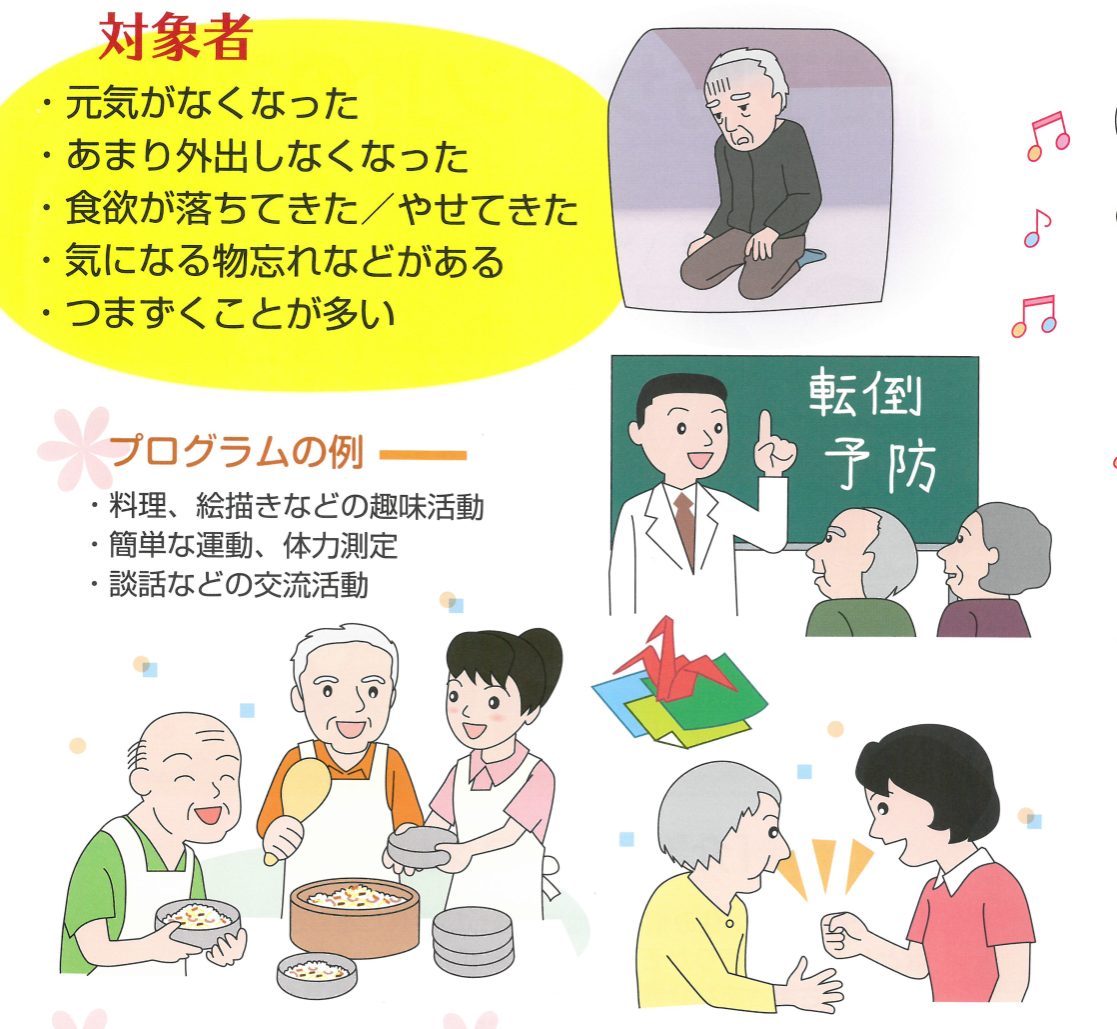 対象者
・元気がなくなった
・あまり外出しなくなった
・食欲が落ちてきた／やせてきた
・気になる物忘れなどがある
・つまずくことが多い
転倒
予防
プログラムの例
・料理、絵描きなどの趣味活動
・簡単な運動、体力測定
・談話などの交流活動